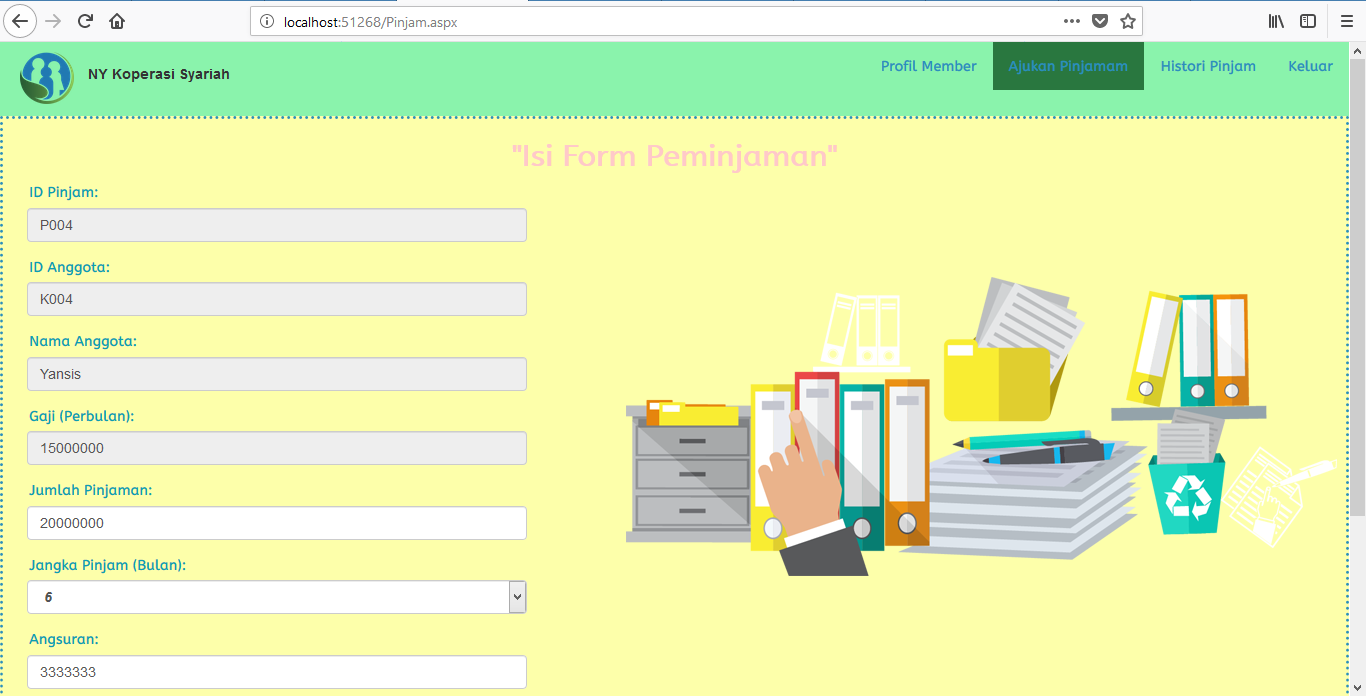 localhost:51268/Pinjam.aspx
NY Koperasi Syariah
Profil Member
Ajukan Pinjamam
Histori Pinjam
Keluar
"Isi Form Peminjaman"
ID Pinjam:
P004
ID Anggota:
K004
Nama Anggota:
Yansis
Gaji (Perbulan):
15000000
Jumlah Pinjaman:
20000000
Jangka Pinjam (Bulan):
6
Angsuran:
3333333